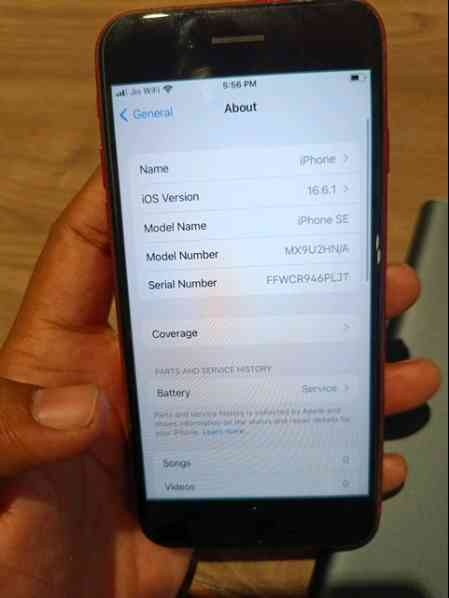 Jio WiFi 5:56 PM
General About
Name iPhone
iOS Version 16.6.1
Model Name iPhone SE
Model Number MX9U2HN/A
Serial Number FFWCR946PLJT
Coverage
PARTS AND SERVICE HISTORY
Battery Service
Parts and service history is collected by Apple and
shows information on the status and repair details for
your iPhone. Learn more...
Songs 0
Videos 0